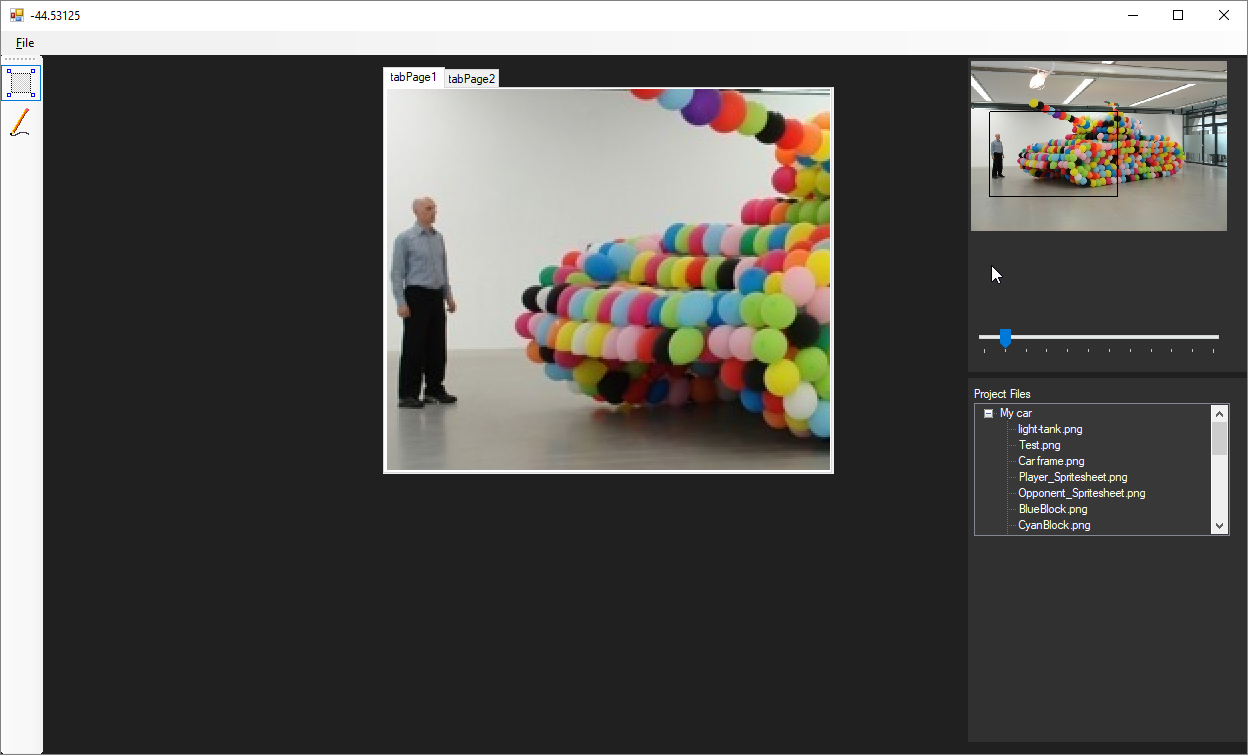 -44.53125
File
tabPage1 tabPage2
Project Files
My car
light-tank.png
Test.png
Car frame.png
Player_Spritesheet.png
Opponent_Spritesheet.png
BlueBlock.png
CyanBlock.png